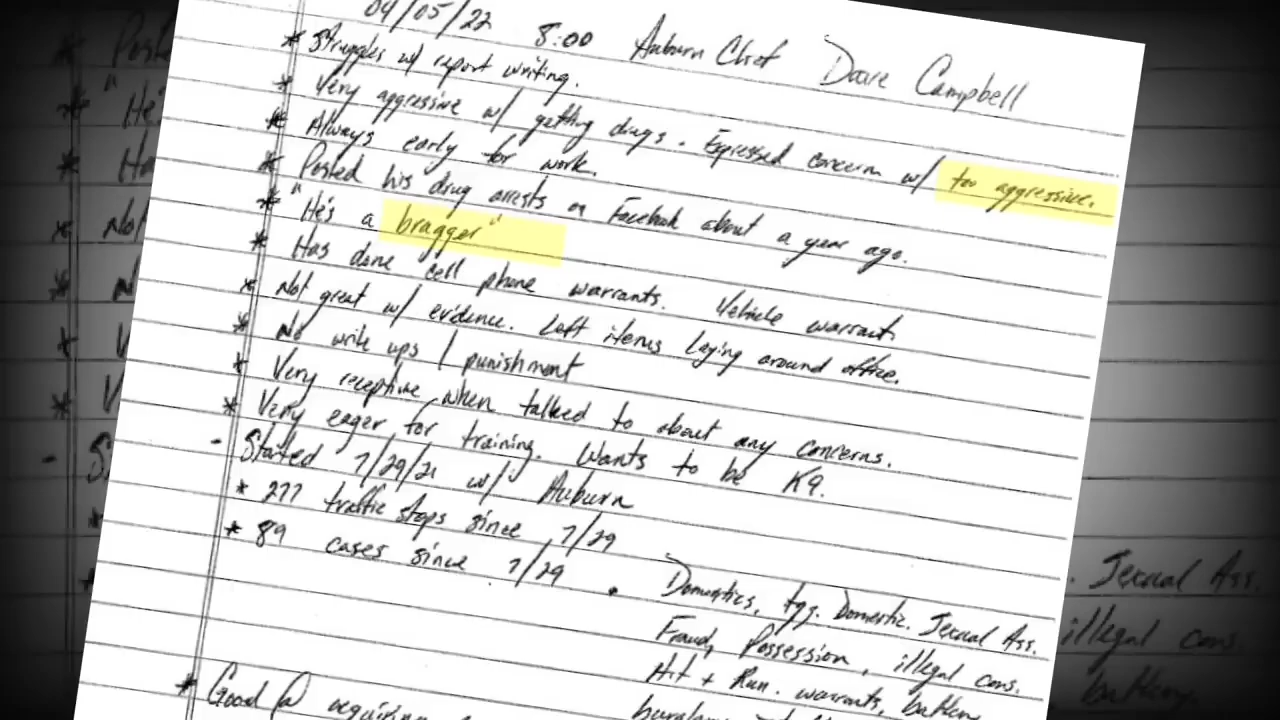 04/05/22 8:00 Auburn Chief Dave Campbell
* Struggles w/ report writing.
* Very aggressive w/ getting drugs. Expressed concern w/ too aggressive.
* Always early for work.
* Posted his drug arrests on Facebook about a year ago.
* "He's a bragger"
* Has done cell phone warrants. Vehicle warrant.
* Not great w/ evidence. Left items laying around office.
* No write ups / punishment
* Very receptive when talked to about any concerns.
* Very eager for training. Wants to be K9.
- Started 7/29/21 w/ Auburn
* 277 traffic stops since 7/29
* 89 cases since 7/29 . Domestics, Agg. Domestic. Sexual Ass.
Fraud, Possession, illegal cons.
Hit + Run. warrants, battery
burglary
* Good @ acquiring